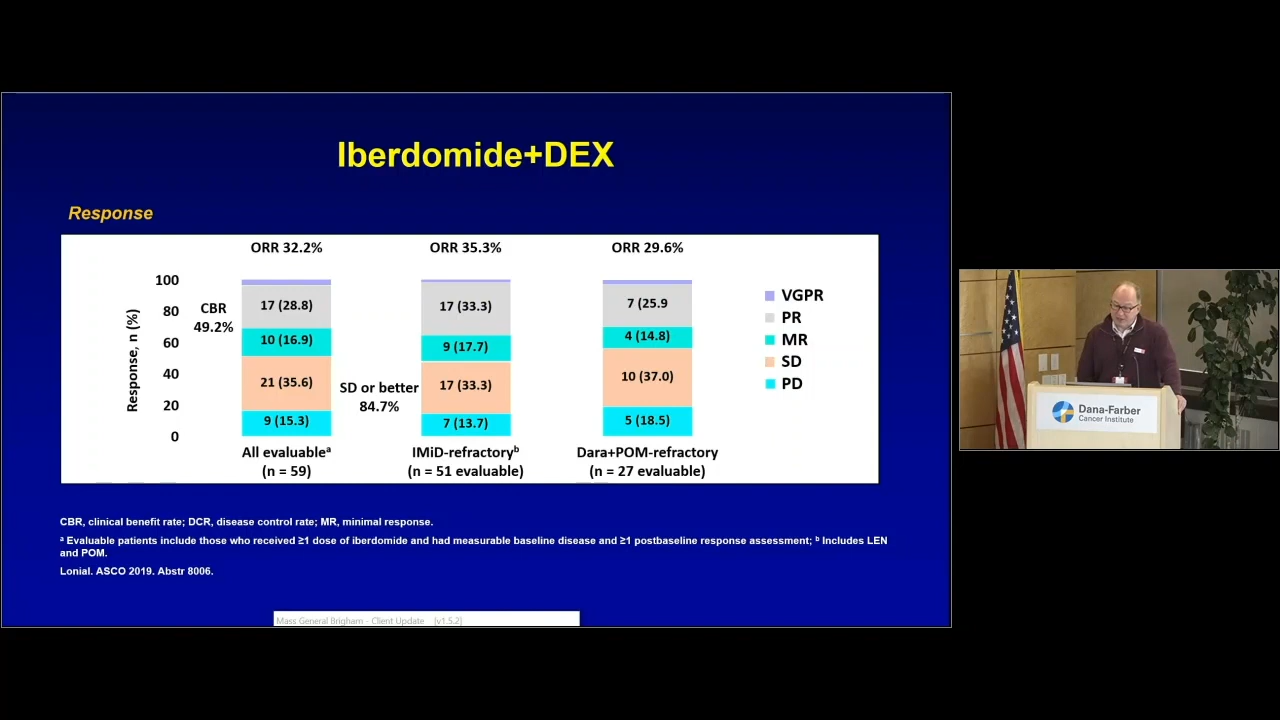 Iberdomide+DEX
Response
ORR 32.2%
ORR 35.3%
ORR 29.6%
Response, n (%)
100
80
60
40
20
0
CBR
49.2%
17 (28.8)
10 (16.9)
21 (35.6)
9 (15.3)
SD or better
84.7%
17 (33.3)
9 (17.7)
17 (33.3)
7 (13.7)
7 (25.9
4 (14.8)
10 (37.0)
5 (18.5)
VGPR
PR
MR
SD
PD
All evaluableᵃ
(n = 59)
IMiD-refractoryᵇ
(n = 51 evaluable)
Dara+POM-refractory
(n = 27 evaluable)
CBR, clinical benefit rate; DCR, disease control rate; MR, minimal response.
ᵃ Evaluable patients include those who received ≥1 dose of iberdomide and had measurable baseline disease and ≥1 postbaseline response assessment; ᵇ Includes LEN
and POM.
Lonial. ASCO 2019. Abstr 8006.
Mass General Brigham - Client Update (v1.5.2)
Dana-Farber
Cancer Institute